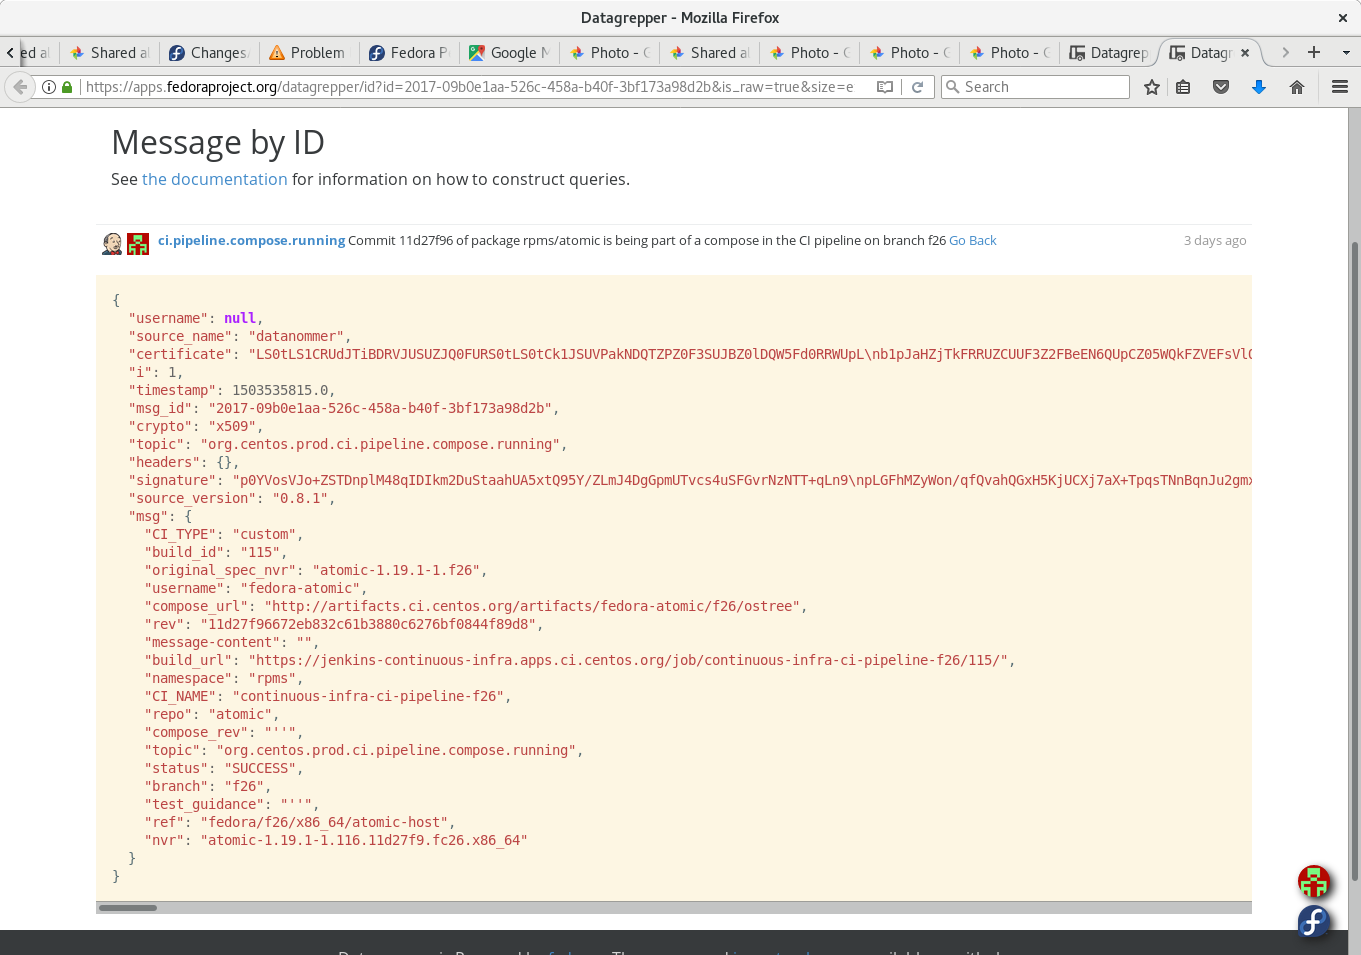 Datagrepper - Mozilla Firefox
ed al
Shared al
Changes/
Problem
Fedora P
Google M
Photo - G
Shared al
Photo - G
Photo - G
Photo - G
Datagrep
Datagr
https://apps.fedoraproject.org/datagrepper/id?id=2017-09b0e1aa-526c-458a-b40f-3bf173a98d2b&is_raw=true&size=e
Search
Message by ID
See the documentation for information on how to construct queries.
ci.pipeline.compose.running Commit 11d27f96 of package rpms/atomic is being part of a compose in the CI pipeline on branch f26 Go Back
3 days ago
{
"username": null,
"source_name": "datanommer",
"certificate": "LS0tLS1CRUdJTiBDRVJUSUZJQ0FURS0tLS0tCk1JSUVPakNDQTZPZ0F3SUJBZ0lDQW5Fd0RRWUpL\nb1pJaHZjTkFRRUZCUUF3Z2FBeEN6QUpCZ05WQkFZVEFsVl
"i": 1,
"timestamp": 1503535815.0,
"msg_id": "2017-09b0e1aa-526c-458a-b40f-3bf173a98d2b",
"crypto": "x509",
"topic": "org.centos.prod.ci.pipeline.compose.running",
"headers": {},
"signature": "p0YVosVJo+ZSTDnplM48qIDIkm2DuStaahUA5xtQ95Y/ZLmJ4DgGpmUTvcs4uSFGvrNzNTT+qLn9\npLGFhMZyWon/qfQvahQGxH5KjUCXj7aX+TpqsTNnBqnJu2gmx
"source_version": "0.8.1",
"msg": {
"CI_TYPE": "custom",
"build_id": "115",
"original_spec_nvr": "atomic-1.19.1-1.f26",
"username": "fedora-atomic",
"compose_url": "http://artifacts.ci.centos.org/artifacts/fedora-atomic/f26/ostree",
"rev": "11d27f96672eb832c61b3880c6276bf0844f89d8",
"message-content": "",
"build_url": "https://jenkins-continuous-infra.apps.ci.centos.org/job/continuous-infra-ci-pipeline-f26/115/",
"namespace": "rpms",
"CI_NAME": "continuous-infra-ci-pipeline-f26",
"repo": "atomic",
"compose_rev": "''",
"topic": "org.centos.prod.ci.pipeline.compose.running",
"status": "SUCCESS",
"branch": "f26",
"test_guidance": "''",
"ref": "fedora/f26/x86_64/atomic-host",
"nvr": "atomic-1.19.1-1.116.11d27f9.fc26.x86_64"
}
}